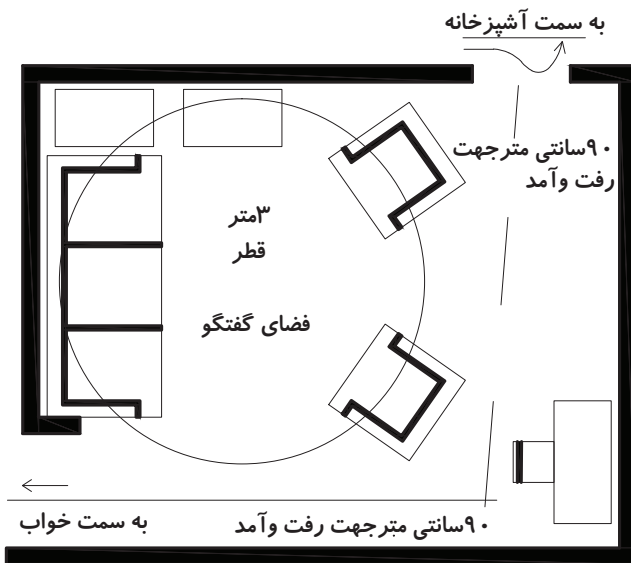 به سمت آشپزخانه
۹۰سانتی مترجهت
رفت وآمد
۳متر
قطر
فضای گفتگو
۹۰سانتی مترجهت رفت وآمد
به سمت خواب